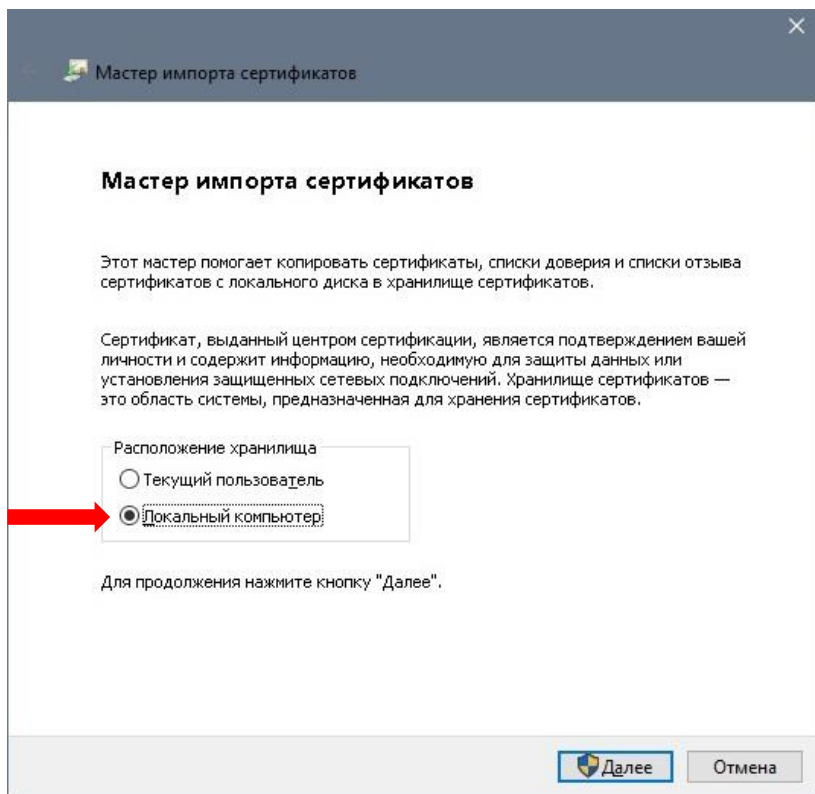 Мастер импорта сертификатов
Мастер импорта сертификатов
Этот мастер помогает копировать сертификаты, списки доверия и списки отзыва
сертификатов с локального диска в хранилище сертификатов.
Сертификат, выданный центром сертификации, является подтверждением вашей
личности и содержит информацию, необходимую для защиты данных или
установления защищенных сетевых подключений. Хранилище сертификатов —
это область системы, предназначенная для хранения сертификатов.
Расположение хранилища
Текущий пользователь
Локальный компьютер
Для продолжения нажмите кнопку "Далее".
Далее
Отмена